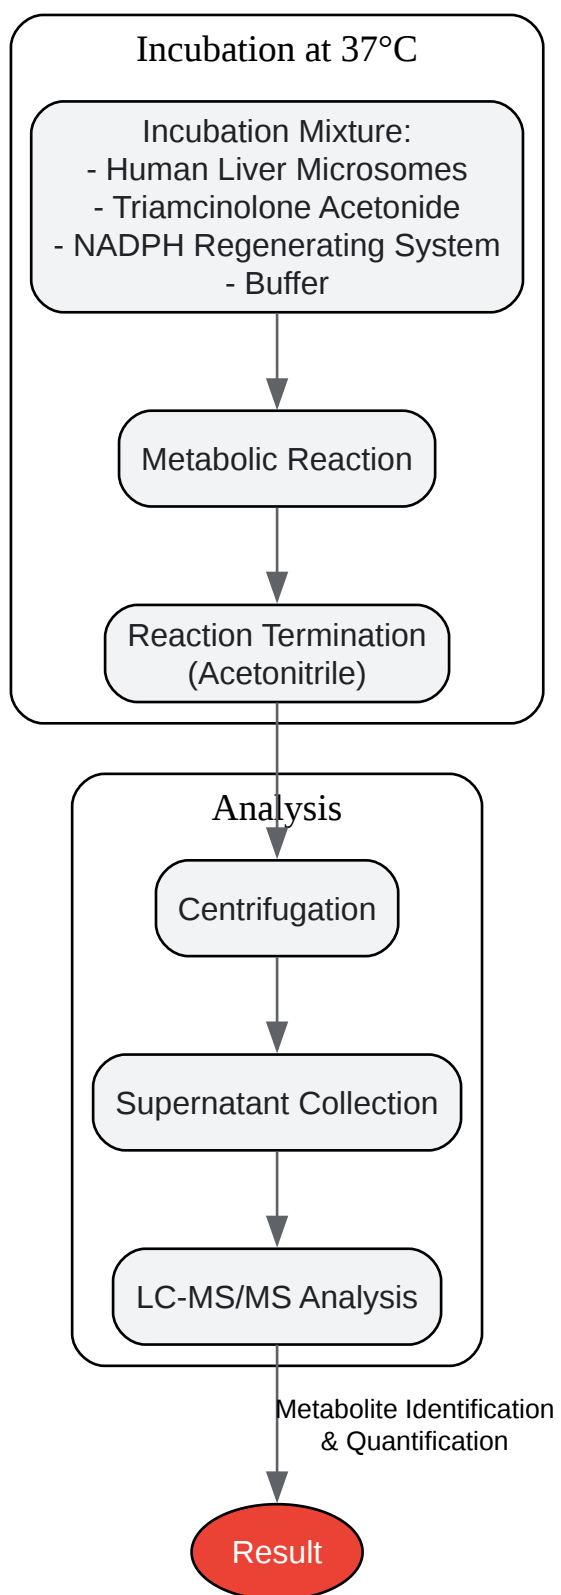 Incubation at 37°C
Incubation Mixture:
- Human Liver Microsomes
- Triamcinolone Acetonide
- NADPH Regenerating System
- Buffer
Metabolic Reaction
Reaction Termination
(Acetonitrile)
Analysis
Centrifugation
Supernatant Collection
LC-MS/MS Analysis
Metabolite Identification
& Quantification
Result